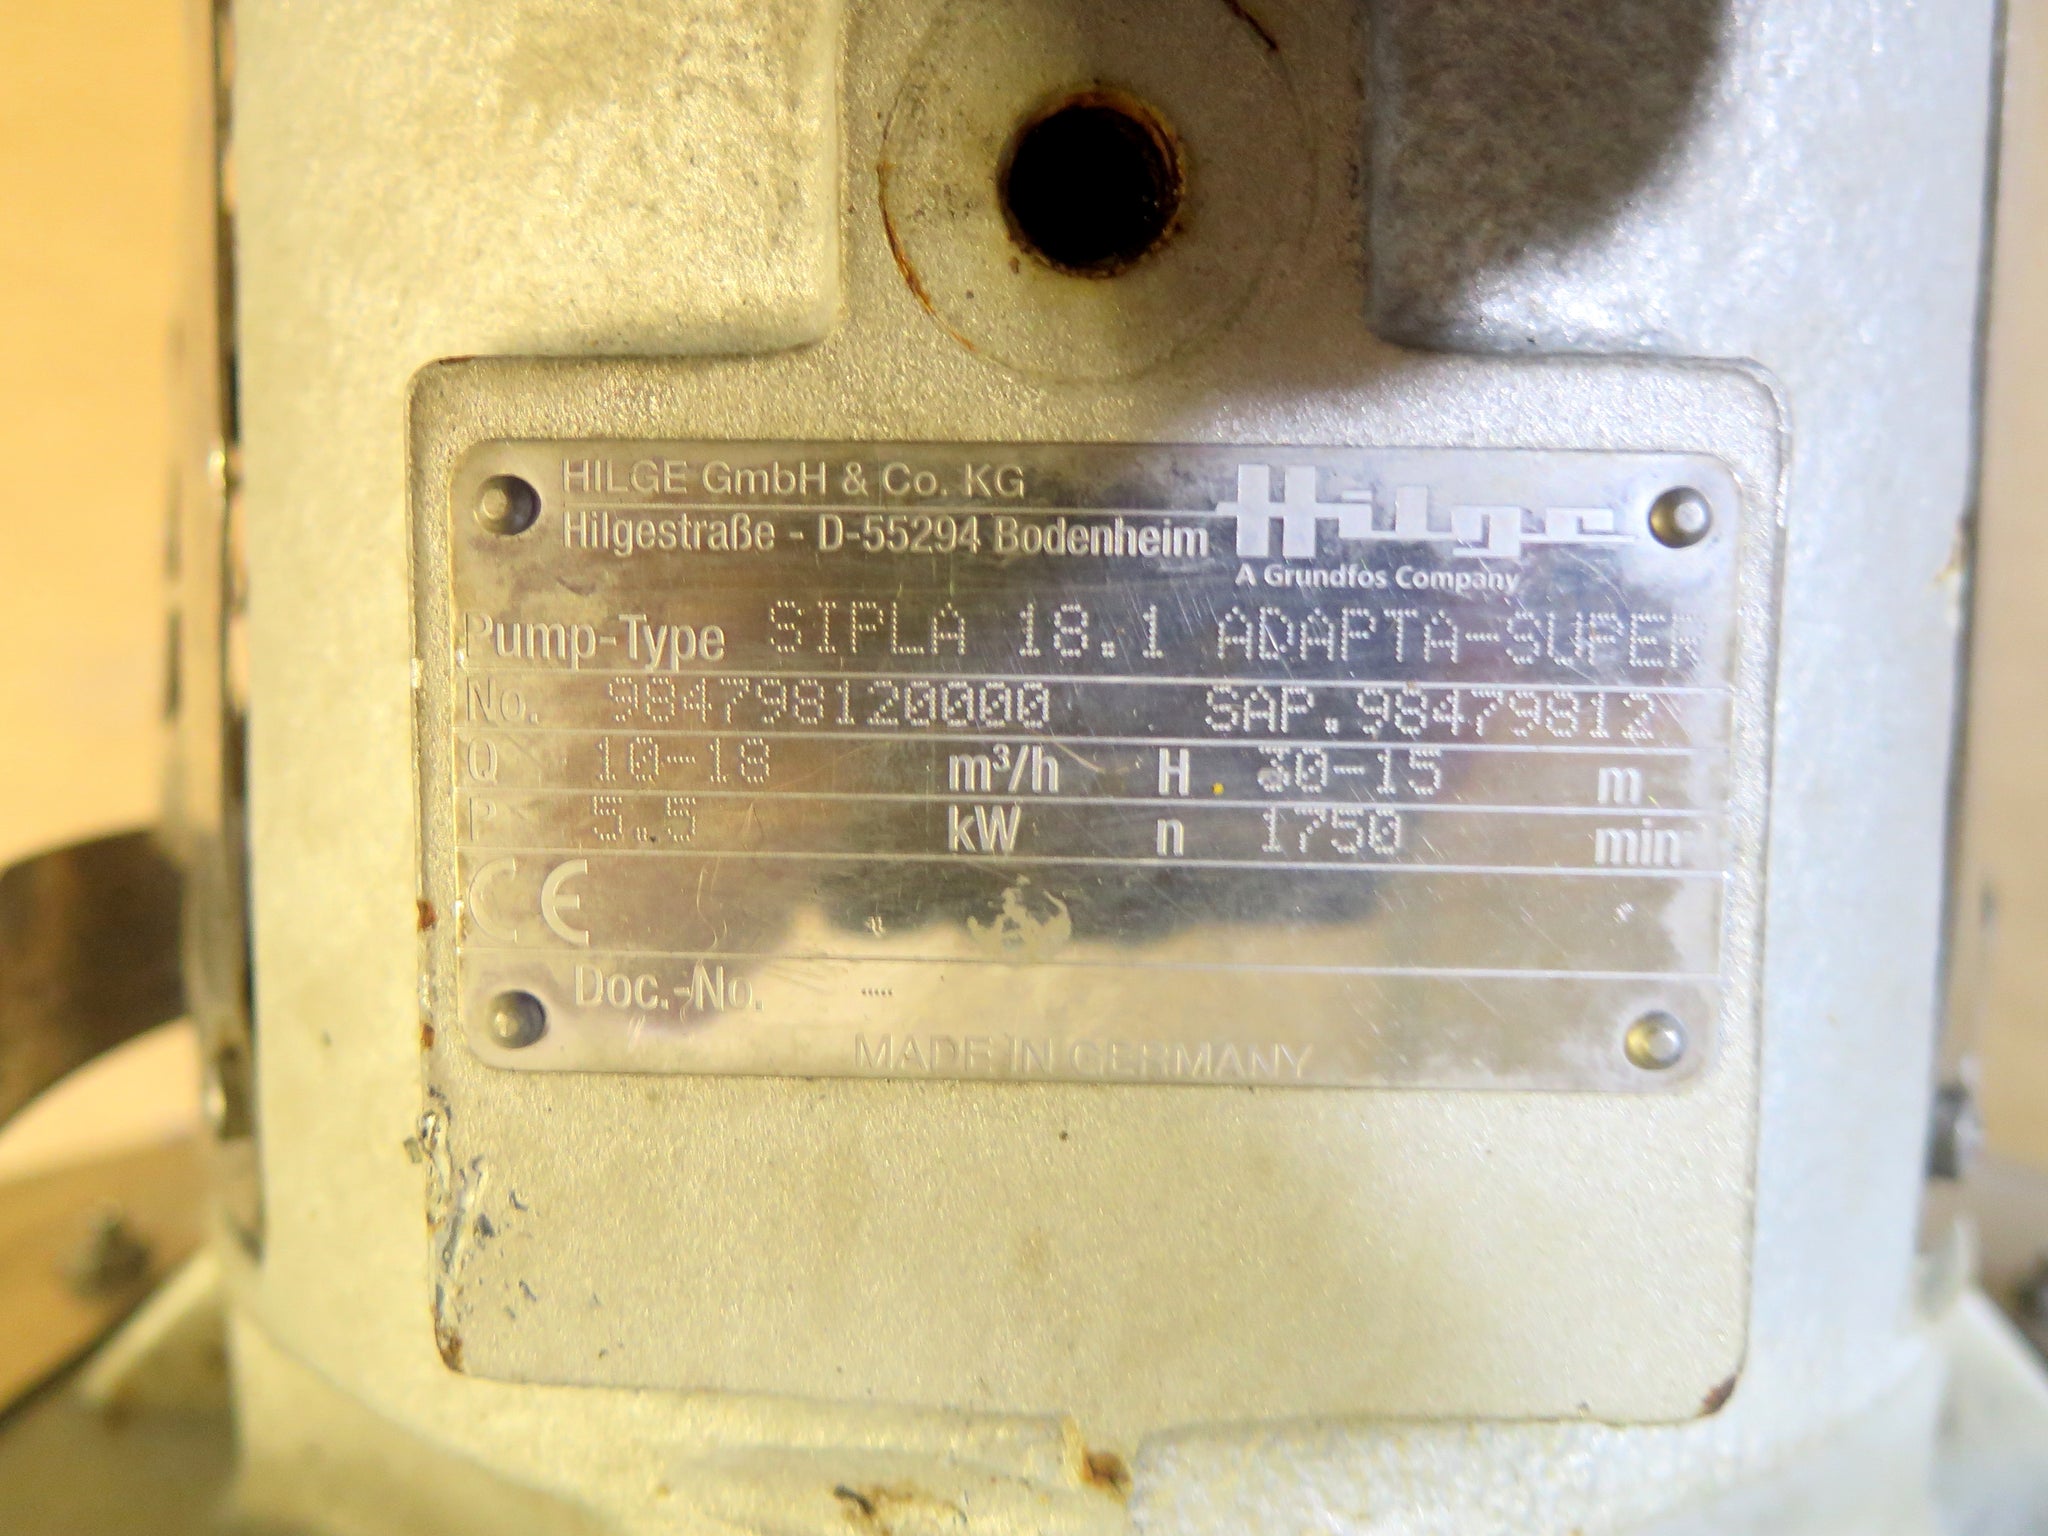 HILGE GmbH & Co. KG
Hilgestraße - D-55294 Bodenheim
Hilge
A Grundfos Company
Pump-Type SIPLA 18.1 ADAPTA-SUPER
No. 984798120000 SAP.98479812
Q 10-18 m³/h H 30-15 m
P 5.5 kW n 1750 min⁻¹
CE
Doc.-No. .....
MADE IN GERMANY